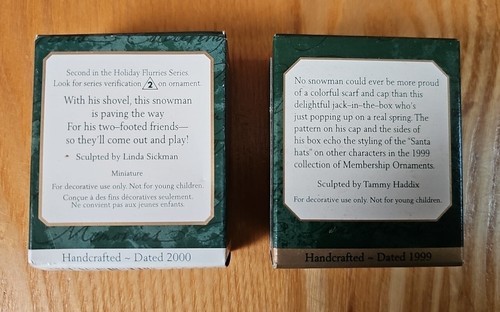 Second in the Holiday Flurries Series
Look for series verification 2 on ornament
With his shovel, this snowman
is paving the way
For his two-footed friends—
so they'll come out and play!
* Sculpted by Linda Sickman
Miniature
For decorative use only. Not for young children.
Conçue à des fins décoratives seulement.
Ne convient pas aux jeunes enfants.
Handcrafted ~ Dated 2000
No snowman could ever be more proud
of a colorful scarf and cap than this
delightful jack-in-the-box who's
just popping up on a real spring. The
pattern on his cap and the sides of
his box echo the styling of the "Santa
hats" on other characters in the 1999
collection of Membership Ornaments.
Sculpted by Tammy Haddix
For decorative use only. Not for young children.
Handcrafted ~ Dated 1999